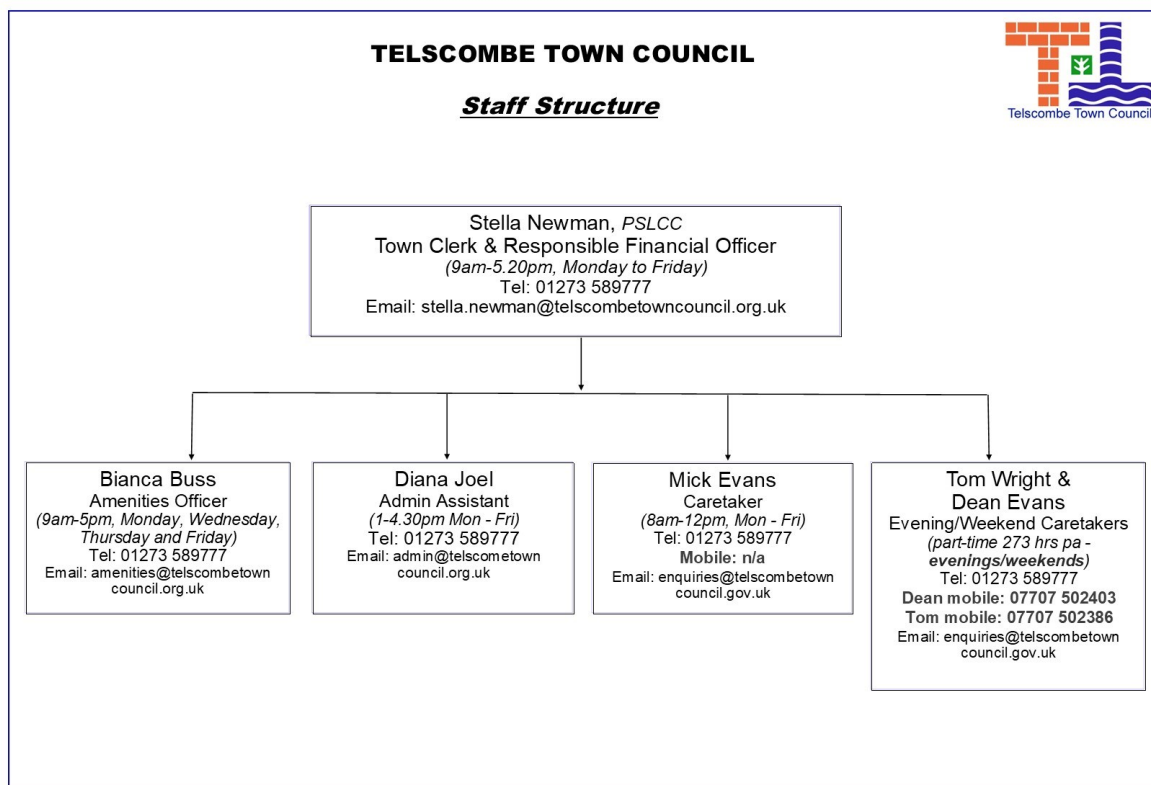 TELSCOMBE TOWN COUNCIL
Staff Structure
Telscombe Town Council
Stella Newman, PSLCC
Town Clerk & Responsible Financial Officer
(9am-5.20pm, Monday to Friday)
Tel: 01273 589777
Email: stella.newman@telscombetowncouncil.org.uk
Bianca Buss
Amenities Officer
(9am-5pm, Monday, Wednesday,
Thursday and Friday)
Tel: 01273 589777
Email: amenities@telscombetown
council.org.uk
Diana Joel
Admin Assistant
(1-4.30pm Mon - Fri)
Tel: 01273 589777
Email: admin@telscometown
council.org.uk
Mick Evans
Caretaker
(8am-12pm, Mon - Fri)
Tel: 01273 589777
Mobile: n/a
Email: enquiries@telscombetown
council.gov.uk
Tom Wright &
Dean Evans
Evening/Weekend Caretakers
(part-time 273 hrs pa -
evenings/weekends)
Tel: 01273 589777
Dean mobile: 07707 502403
Tom mobile: 07707 502386
Email: enquiries@telscombetown
council.gov.uk